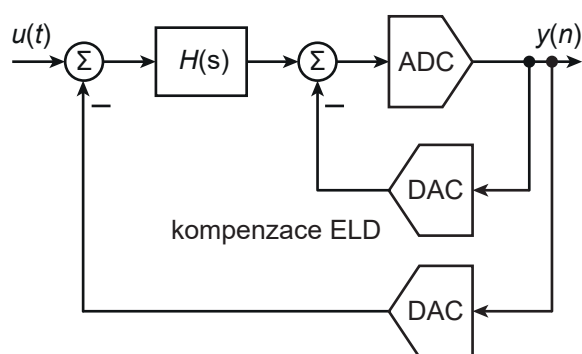 u(t)
Σ
H(s)
Σ
ADC
y(n)
−
−
DAC
kompenzace ELD
DAC